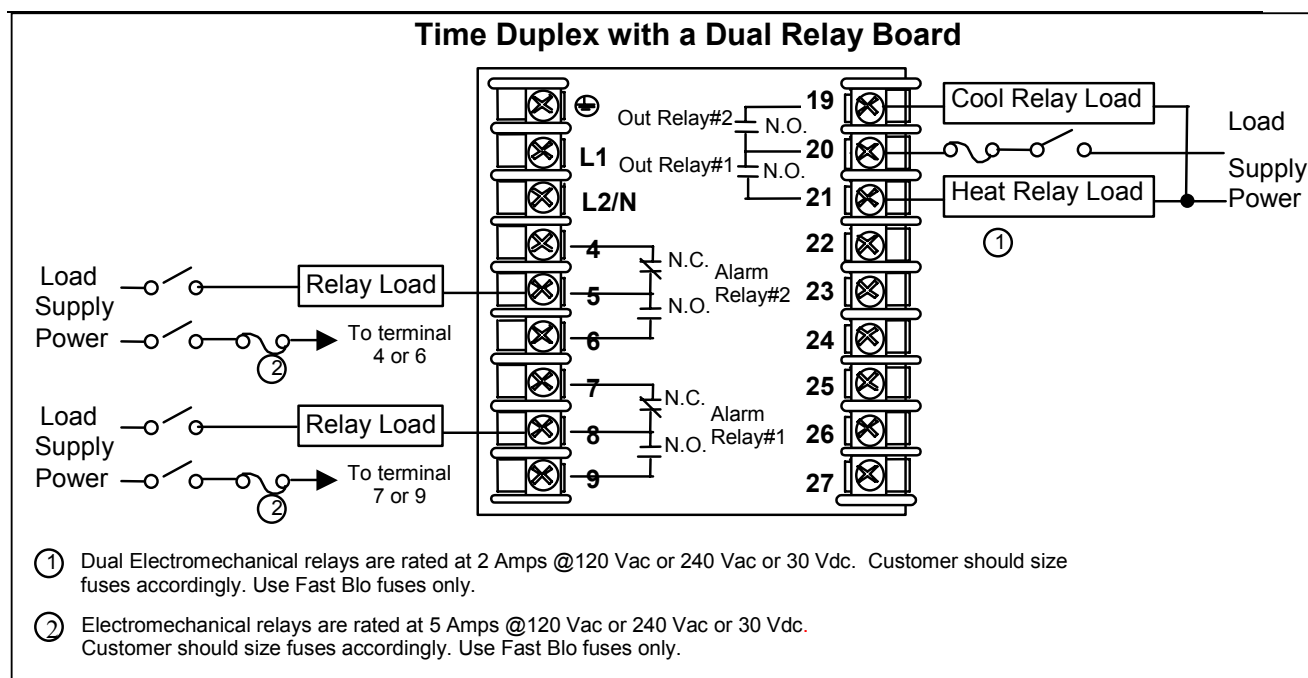 Time Duplex with a Dual Relay Board
L1
L2/N
4
5
6
7
8
9
Out Relay#2
N.O.
Out Relay#1
N.O.
N.C.
Alarm
Relay#2
N.O.
N.C.
Alarm
Relay#1
N.O.
19
20
21
22
23
24
25
26
27
Cool Relay Load
Heat Relay Load
1
Load
Supply
Power
Load
Supply
Power
Relay Load
To terminal
4 or 6
2
Load
Supply
Power
Relay Load
To terminal
7 or 9
2
1 Dual Electromechanical relays are rated at 2 Amps @120 Vac or 240 Vac or 30 Vdc. Customer should size
fuses accordingly. Use Fast Blo fuses only.
2 Electromechanical relays are rated at 5 Amps @120 Vac or 240 Vac or 30 Vdc.
Customer should size fuses accordingly. Use Fast Blo fuses only.